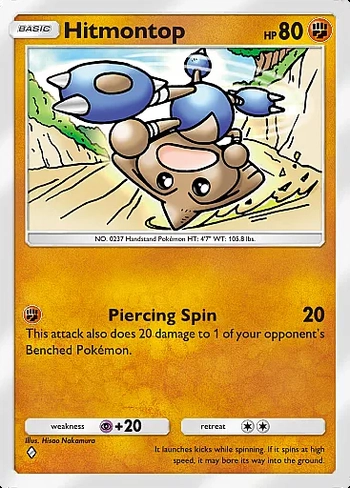 BASIC Hitmontop HP 80
NO. 0237 Handstand Pokémon HT: 4'7" WT: 105.8 lbs.
Piercing Spin 20
This attack also does 20 damage to 1 of your opponent's
Benched Pokémon.
weakness +20 retreat
Illus. Hisao Nakamura
It launches kicks while spinning. If it spins at high
speed, it may bore its way into the ground.